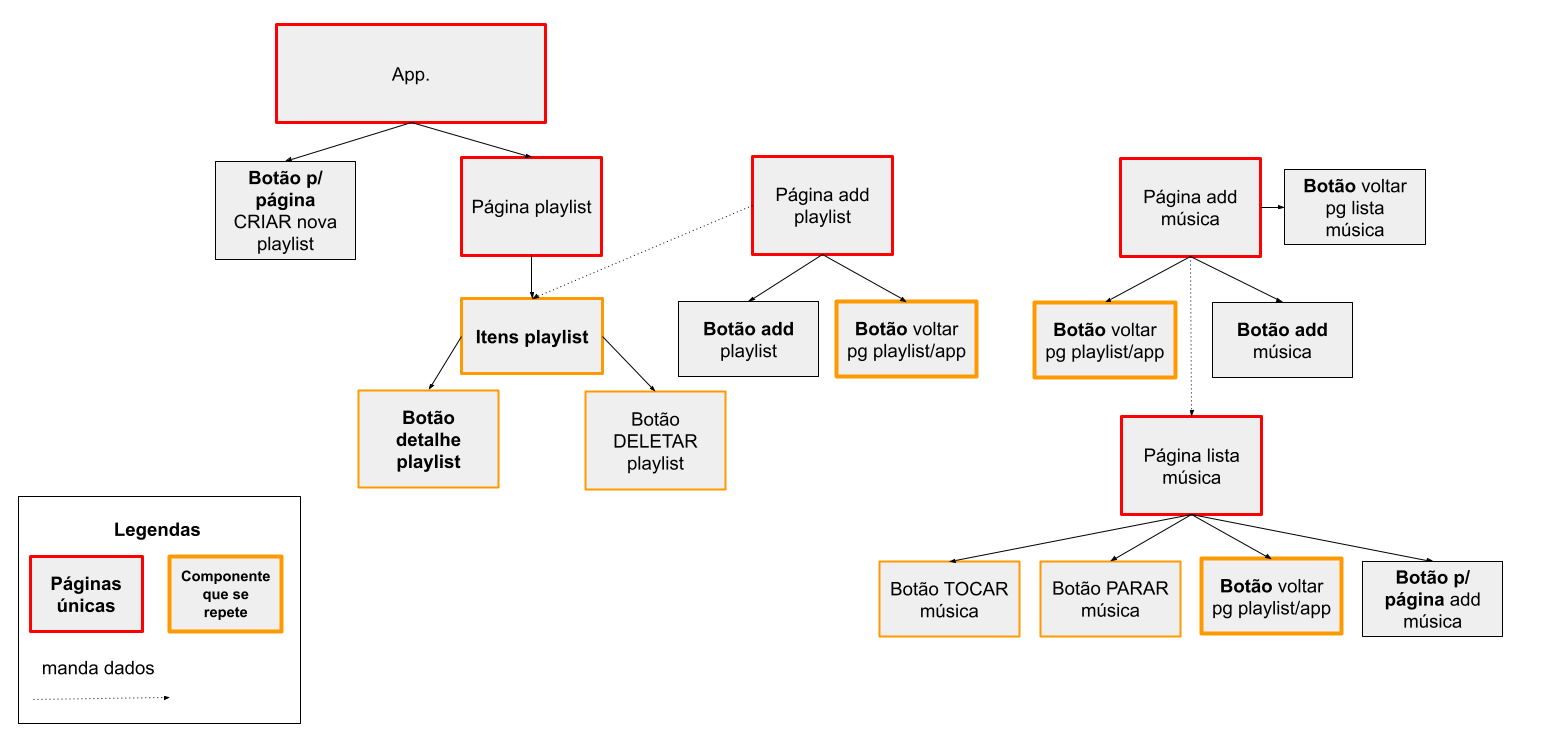 App.
Botão p/
página
CRIAR nova
playlist
Página playlist
Página add
playlist
Página add
música
Botão voltar
pg lista
música
Itens playlist
Botão add
playlist
Botão voltar
pg playlist/app
Botão voltar
pg playlist/app
Botão add
música
Botão
detalhe
playlist
Botão
DELETAR
playlist
Página lista
música
Botão TOCAR
música
Botão PARAR
música
Botão voltar
pg playlist/app
Botão p/
página add
música
Legendas
Páginas
únicas
Componente
que se
repete
manda dados